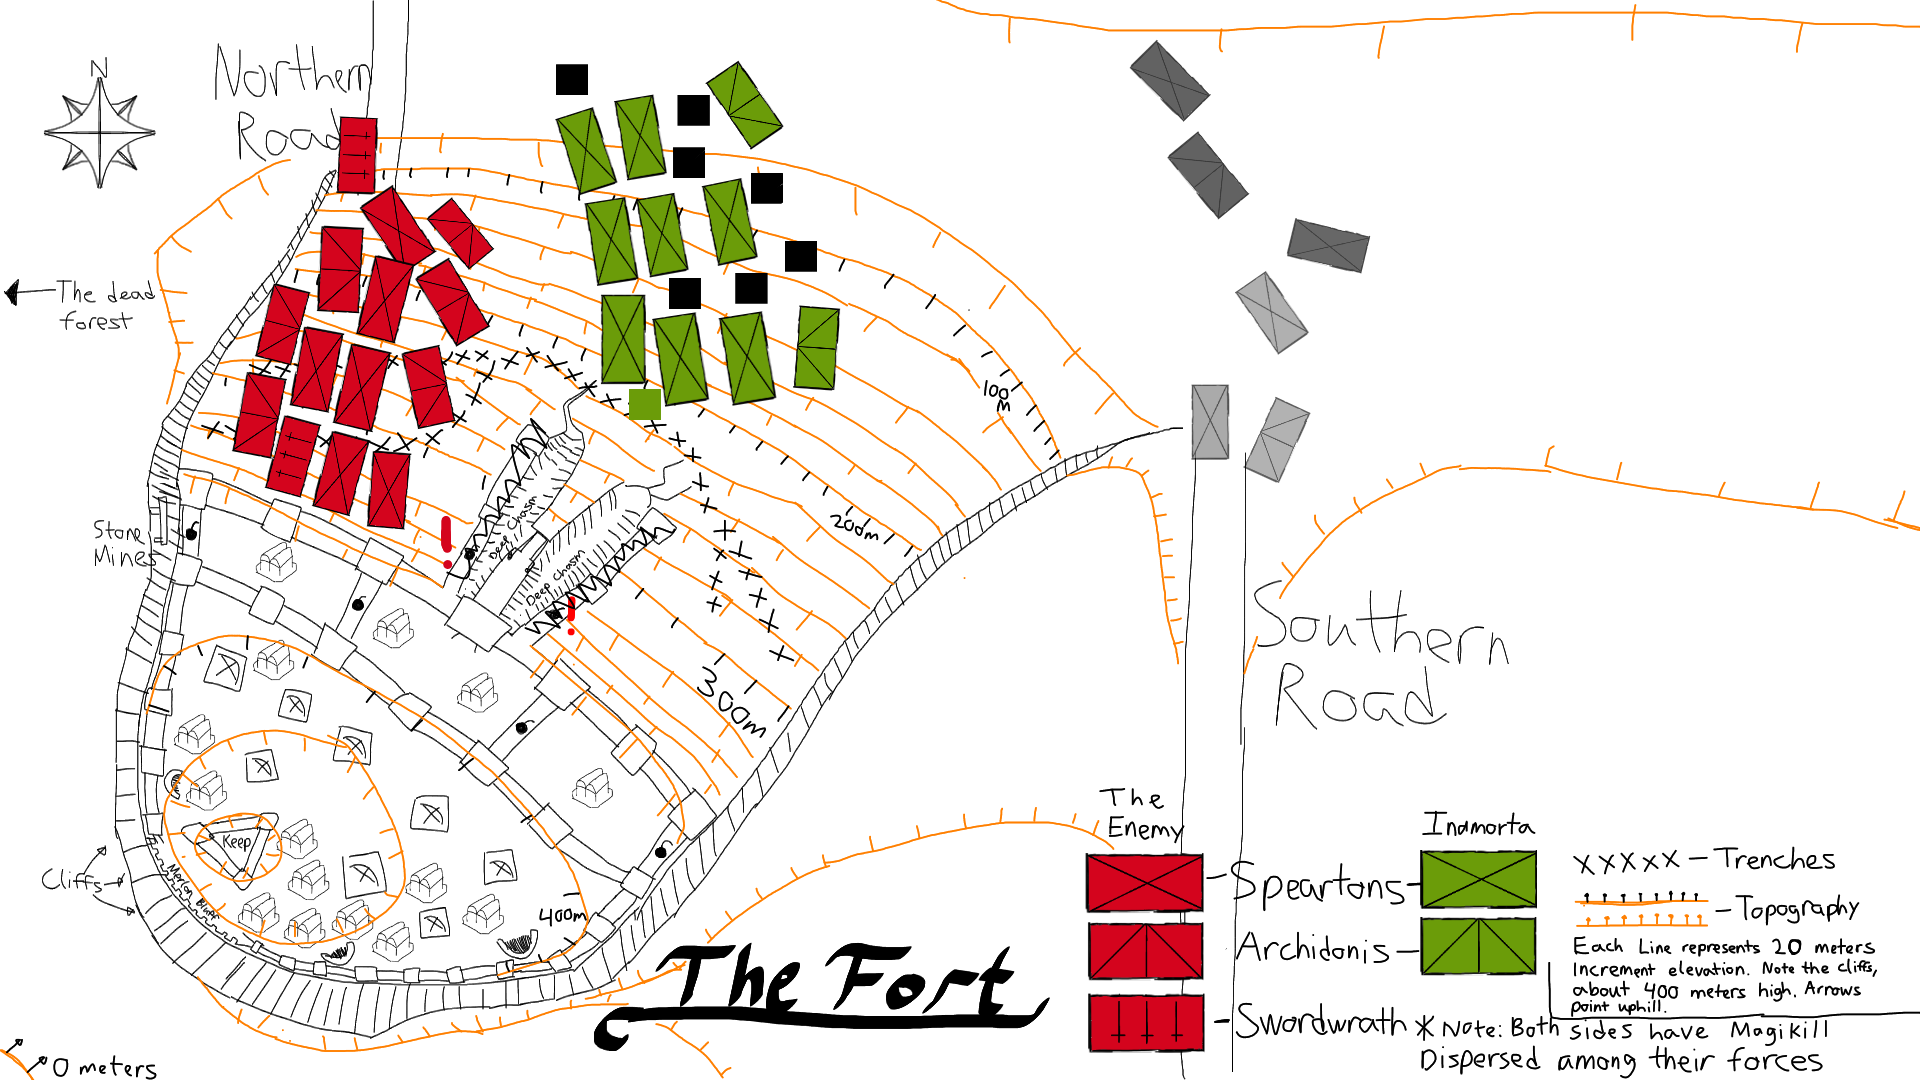 N
Northern
Road
The dead
forest
100
m
200m
300m
400m
Stone
Mines
Deep Chasm
Deep Chasm
Keep
Merlon
Bluff
Cliffs
0 meters
Southern
Road
The Fort
The
Enemy
Inamorta
Speartons
Archidonis
Swordwrath
xxxxx - Trenches
- Topography
Each Line represents 20 meters
Increment elevation. Note the cliffs,
about 400 meters high. Arrows
point uphill.
* Note: Both sides have Magikill
Dispersed among their forces